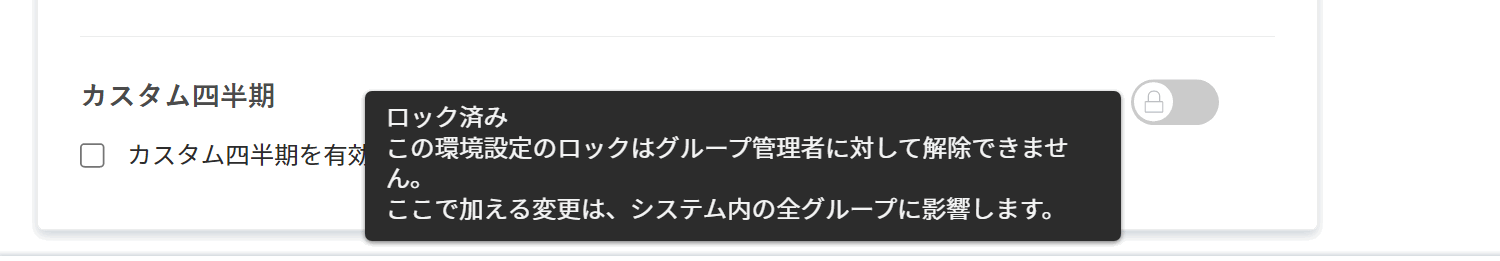 カスタム四半期
カスタム四半期を有効
ロック済み
この環境設定のロックはグループ管理者に対して解除できませ
ん。
ここで加える変更は、システム内の全グループに影響します。